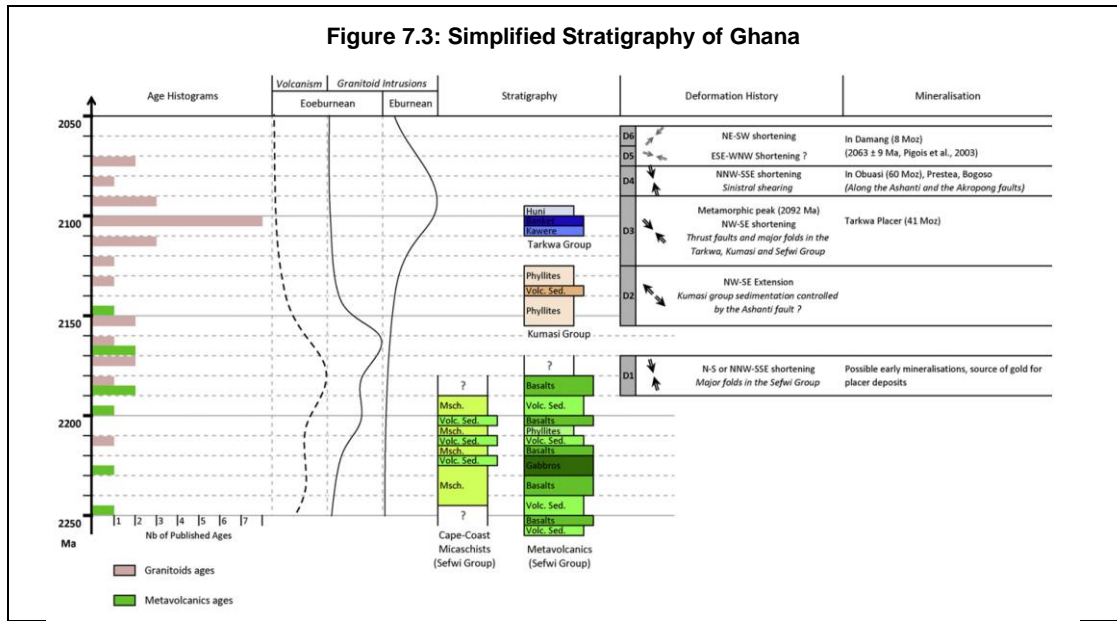 Figure 7.3: Simplified Stratigraphy of Ghana
Age Histograms
Volcanism
Granitoid Intrusions
Eoeburnean
Eburnean
Stratigraphy
Deformation History
Mineralisation
2050
2100
2150
2200
2250
Ma
1 2 3 4 5 6 7
Nb of Published Ages
Granitoids ages
Metavolcanics ages
?
Msch.
Volc. Sed.
Msch.
Volc. Sed.
Msch.
Volc. Sed.
Msch.
?
Cape-Coast
Micaschists
(Sefwi Group)
Huni
Kawere
Tarkwa Group
Phyllites
Volc. Sed.
Phyllites
Kumasi Group
?
Basalts
Volc. Sed.
Basalts
Phyllites
Volc. Sed.
Basalts
Gabbros
Basalts
Volc. Sed.
Basalts
Volc. Sed.
Metavolcanics
(Sefwi Group)
D6
NE-SW shortening
D5
ESE-WNW Shortening ?
In Damang (8 Moz)
(2063 ± 9 Ma, Pigois et al., 2003)
D4
NNW-SSE shortening
Sinistral shearing
In Obuasi (60 Moz), Prestea, Bogoso
(Along the Ashanti and the Akropong faults)
D3
Metamorphic peak (2092 Ma)
NW-SE shortening
Thrust faults and major folds in the
Tarkwa, Kumasi and Sefwi Group
Tarkwa Placer (41 Moz)
D2
NW-SE Extension
Kumasi group sedimentation controlled
by the Ashanti fault ?
D1
N-S or NNW-SSE shortening
Major folds in the Sefwi Group
Possible early mineralisations, source of gold for
placer deposits